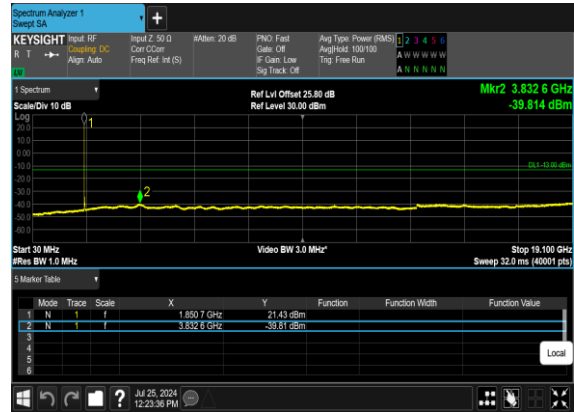 Spectrum Analyzer 1
Swept SA
+
KEYSIGHT Input: RF Input Z: 50 Ω #Atten: 20 dB PNO: Fast Avg Type: Power (RMS) 1 2 3 4 5 6
R T Coupling: DC Corr CCorr Gate: Off Avg|Hold: 100/100 A W W W W W
Align: Auto Freq Ref: Int (S) IF Gain: Low Trig: Free Run
LW Sig Track: Off A N N N N N
1 Spectrum Ref Lvl Offset 25.80 dB Mkr2 3.832 6 GHz
Scale/Div 10 dB Ref Level 30.00 dBm -39.814 dBm
Log
20.0
10.0
0.00
-10.0
-20.0
-30.0
-40.0
-50.0
-60.0
1
DL1 -13.00 dBm
2
Start 30 MHz Video BW 3.0 MHz* Stop 19.100 GHz
#Res BW 1.0 MHz Sweep 32.0 ms (40001 pts)
5 Marker Table
Mode Trace Scale X Y Function Function Width Function Value
1 N 1 f 1.850 7 GHz 21.43 dBm
2 N 1 f 3.832 6 GHz -39.81 dBm
3
4
5
6
Local
? Jul 25, 2024
12:23:36 PM